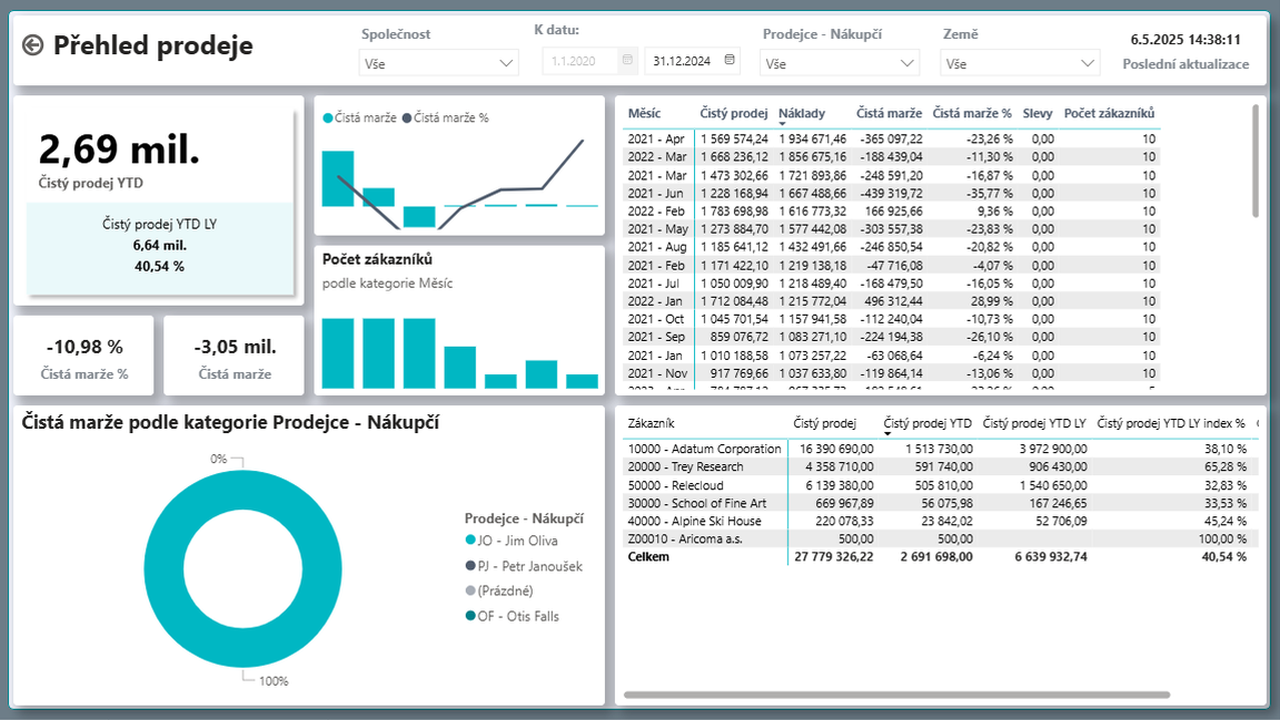 Přehled prodeje
Společnost
Vše
K datu:
1.1.2020
31.12.2024
Prodejce - Nákupčí
Vše
Země
Vše
6.5.2025 14:38:11
Poslední aktualizace
2,69 mil.
Čistý prodej YTD
Čistý prodej YTD LY
6,64 mil.
40,54 %
-10,98 %
Čistá marže %
-3,05 mil.
Čistá marže
Čistá marže Čistá marže %
Počet zákazníků
podle kategorie Měsíc
Měsíc Čistý prodej Náklady Čistá marže Čistá marže % Slevy Počet zákazníků
2021 - Apr 1 569 574,24 1 934 671,46 -365 097,22 -23,26 % 0,00 10
2022 - Mar 1 668 236,12 1 856 675,16 -188 439,04 -11,30 % 0,00 10
2021 - Mar 1 473 302,66 1 721 893,86 -248 591,20 -16,87 % 0,00 10
2021 - Jun 1 228 168,94 1 667 488,66 -439 319,72 -35,77 % 0,00 10
2022 - Feb 1 783 698,98 1 616 773,32 166 925,66 9,36 % 0,00 10
2021 - May 1 273 884,70 1 577 442,08 -303 557,38 -23,83 % 0,00 10
2021 - Aug 1 185 641,12 1 432 491,66 -246 850,54 -20,82 % 0,00 10
2021 - Feb 1 171 422,10 1 219 138,18 -47 716,08 -4,07 % 0,00 10
2021 - Jul 1 050 009,90 1 218 489,40 -168 479,50 -16,05 % 0,00 10
2022 - Jan 1 712 084,48 1 215 772,04 496 312,44 28,99 % 0,00 10
2021 - Oct 1 045 701,54 1 157 941,58 -112 240,04 -10,73 % 0,00 10
2021 - Sep 859 076,72 1 083 271,10 -224 194,38 -26,10 % 0,00 10
2021 - Jan 1 010 188,58 1 073 257,22 -63 068,64 -6,24 % 0,00 10
2021 - Nov 917 769,66 1 037 633,80 -119 864,14 -13,06 % 0,00 10
Čistá marže podle kategorie Prodejce - Nákupčí
0%
100%
Prodejce - Nákupčí
JO - Jim Oliva
PJ - Petr Janoušek
(Prázdné)
OF - Otis Falls
Zákazník Čistý prodej Čistý prodej YTD Čistý prodej YTD LY Čistý prodej YTD LY index %
10000 - Adatum Corporation 16 390 690,00 1 513 730,00 3 972 900,00 38,10 %
20000 - Trey Research 4 358 710,00 591 740,00 906 430,00 65,28 %
50000 - Relecloud 6 139 380,00 505 810,00 1 540 650,00 32,83 %
30000 - School of Fine Art 669 967,89 56 075,98 167 246,65 33,53 %
40000 - Alpine Ski House 220 078,33 23 842,02 52 706,09 45,24 %
Z00010 - Aricoma a.s. 500,00 500,00 100,00 %
Celkem 27 779 326,22 2 691 698,00 6 639 932,74 40,54 %